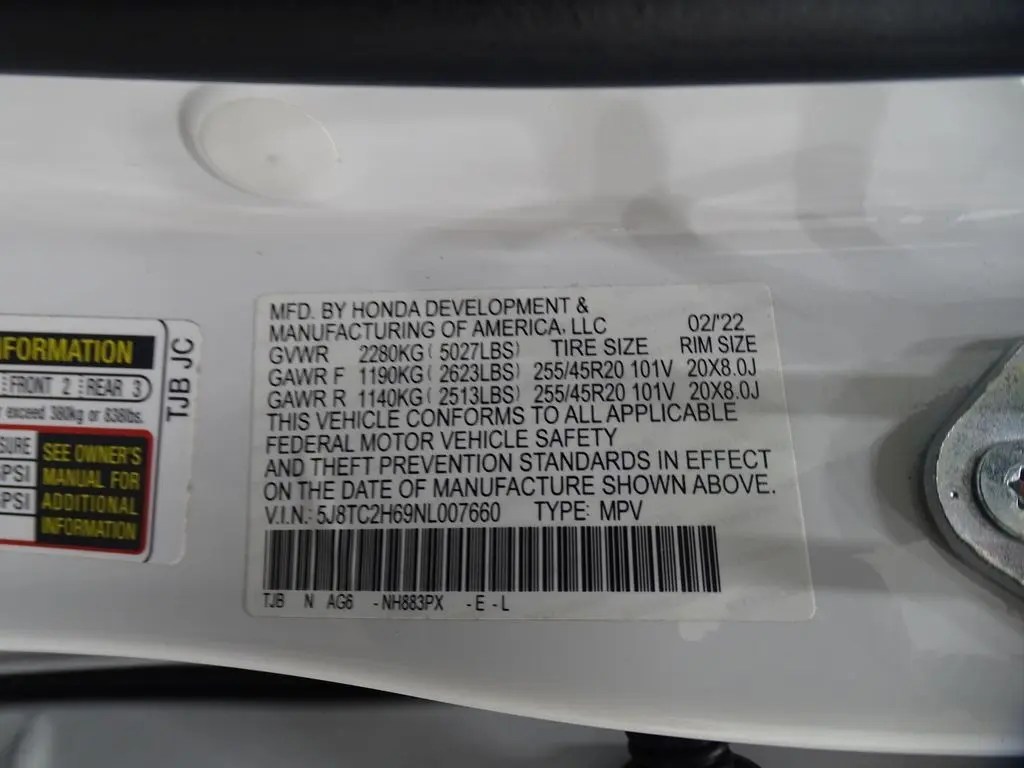 NFORMATION
FRONT 2 REAR 3
exceed 380kg or 838lbs.
SURE
PSI
PSI
SEE OWNER'S
MANUAL FOR
ADDITIONAL
INFORMATION
TJB JC
MFD. BY HONDA DEVELOPMENT &
MANUFACTURING OF AMERICA, LLC 02/'22
GVWR 2280KG ( 5027LBS) TIRE SIZE RIM SIZE
GAWR F 1190KG ( 2623LBS) 255/45R20 101V 20X8.0J
GAWR R 1140KG ( 2513LBS) 255/45R20 101V 20X8.0J
THIS VEHICLE CONFORMS TO ALL APPLICABLE
FEDERAL MOTOR VEHICLE SAFETY
AND THEFT PREVENTION STANDARDS IN EFFECT
ON THE DATE OF MANUFACTURE SHOWN ABOVE.
V.I.N.: 5J8TC2H69NL007660 TYPE: MPV
TJB N AG6 -NH883PX -E -L